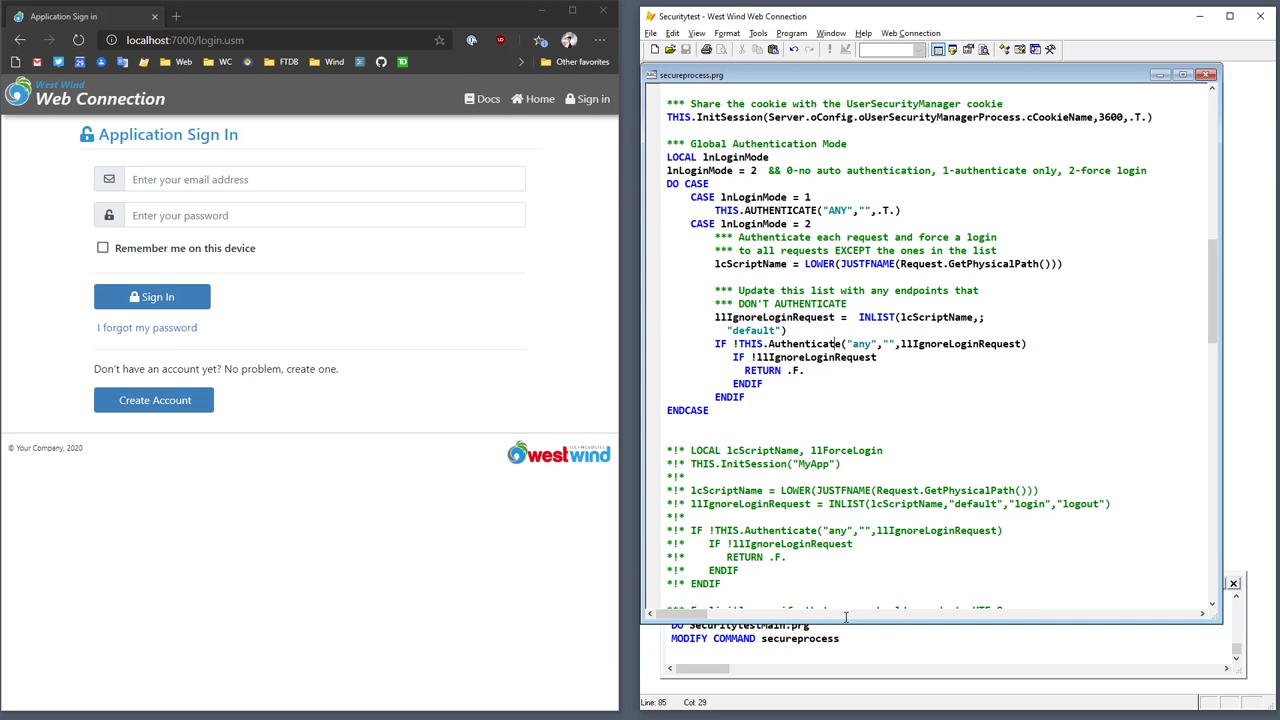 Application Sign in
localhost:7000/login.usm
Web
WC
FTDB
Wind
Other favorites
West Wind
Web Connection
Docs
Home
Sign in
Application Sign In
Enter your email address
Enter your password
Remember me on this device
Sign In
I forgot my password
Don't have an account yet? No problem, create one.
Create Account
© Your Company, 2020
westwind
TECHNOLOGIES
Securitytest - West Wind Web Connection
File Edit View Format Tools Program Window Help Web Connection
secureprocess.prg
*** Share the cookie with the UserSecurityManager cookie
THIS.InitSession(Server.oConfig.oUserSecurityManagerProcess.cCookieName,3600,.T.)
*** Global Authentication Mode
LOCAL lnLoginMode
lnLoginMode = 2  && 0-no auto authentication, 1-authenticate only, 2-force login
DO CASE
CASE lnLoginMode = 1
THIS.AUTHENTICATE("ANY","",.T.)
CASE lnLoginMode = 2
*** Authenticate each request and force a login
*** to all requests EXCEPT the ones in the list
lcScriptName = LOWER(JUSTFNAME(Request.GetPhysicalPath()))
*** Update this list with any endpoints that
*** DON'T AUTHENTICATE
llIgnoreLoginRequest =  INLIST(lcScriptName,;
"default")
IF !THIS.Authenticate("any","",llIgnoreLoginRequest)
IF !llIgnoreLoginRequest
RETURN .F.
ENDIF
ENDIF
ENDCASE
*!* LOCAL lcScriptName, llForceLogin
*!* THIS.InitSession("MyApp")
*!*
*!* lcScriptName = LOWER(JUSTFNAME(Request.GetPhysicalPath()))
*!* llIgnoreLoginRequest = INLIST(lcScriptName,"default","login","logout")
*!*
*!* IF !THIS.Authenticate("any","",llIgnoreLoginRequest)
*!*    IF !llIgnoreLoginRequest
*!*       RETURN .F.
*!*    ENDIF
*!* ENDIF
DO SecuritytestMain.prg
MODIFY COMMAND secureprocess
Line: 85 Col: 29